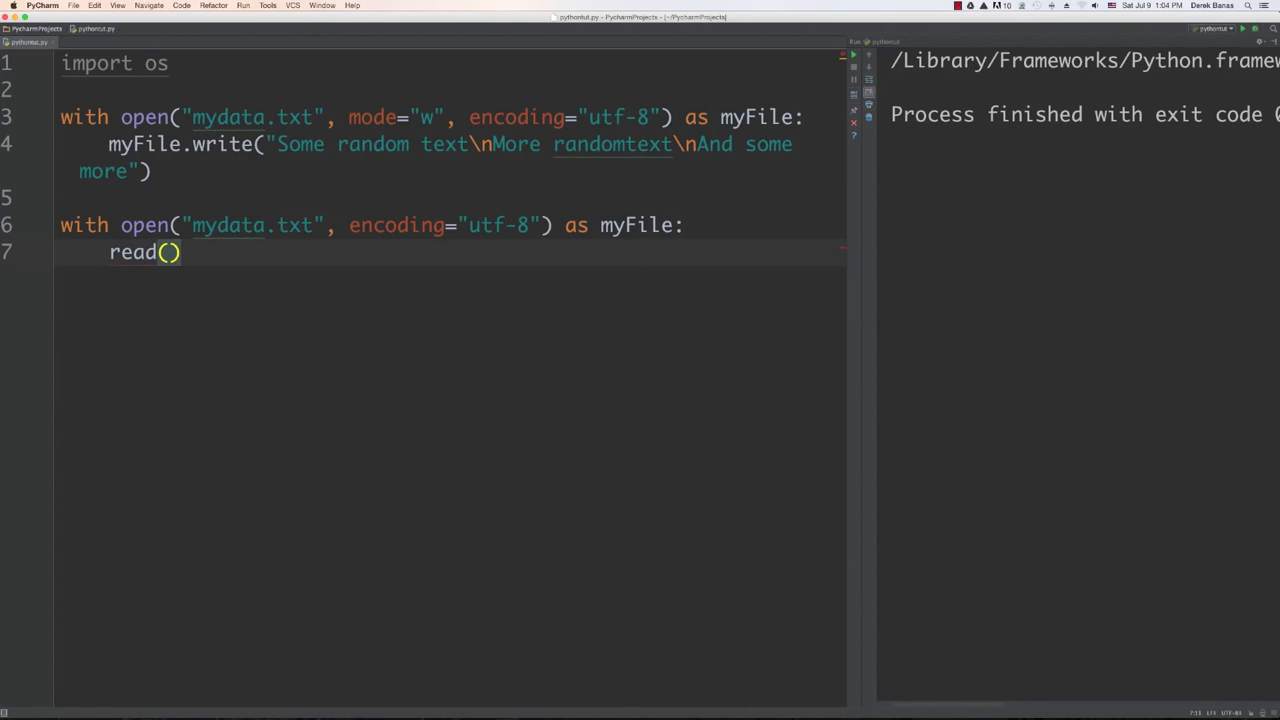 PyCharm File Edit View Navigate Code Refactor Run Tools VCS Window Help
10 Sat Jul 9 1:04 PM Derek Banas
pythontut.py - PycharmProjects - [~/PycharmProjects]
PycharmProjects pythontut.py
pythontut
pythontut.py
Run: pythontut
1 import os
2
3 with open("mydata.txt", mode="w", encoding="utf-8") as myFile:
4 myFile.write("Some random text\nMore randomtext\nAnd some
more")
5
6 with open("mydata.txt", encoding="utf-8") as myFile:
7 read()
/Library/Frameworks/Python.framew
Process finished with exit code 0
7:11 LF UTF-8